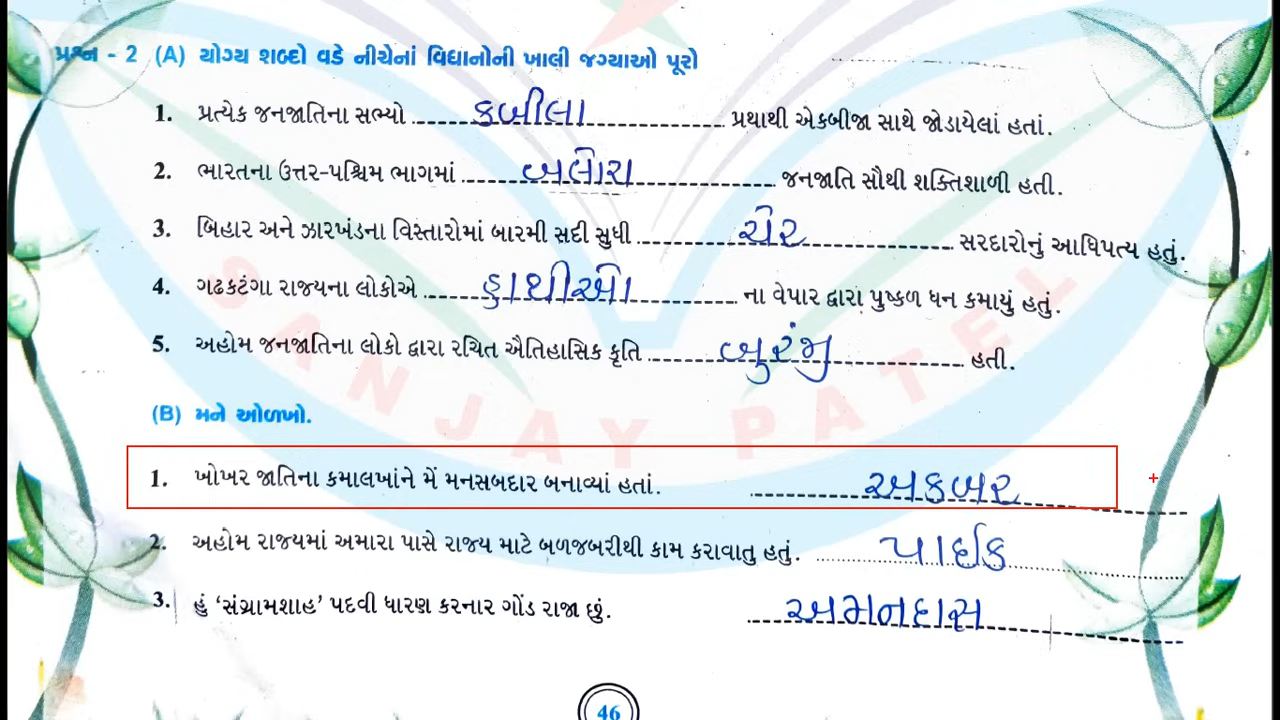 પ્રશ્ન - 2 (A) યોગ્ય શબ્દો વડે નીચેનાં વિધાનોની ખાલી જગ્યાઓ પૂરો
1. પ્રત્યેક જનજાતિના સભ્યો કબીલા પ્રથાથી એકબીજા સાથે જોડાયેલાં હતાં.
2. ભારતના ઉત્તર-પશ્ચિમ ભાગમાં બલોચ જનજાતિ સૌથી શક્તિશાળી હતી.
3. બિહાર અને ઝારખંડના વિસ્તારોમાં બારમી સદી સુધી ચેર સરદારોનું આધિપત્ય હતું.
4. ગઢકટંગા રાજ્યના લોકોએ હાથીઓ ના વેપાર દ્વારા પુષ્કળ ધન કમાયું હતું.
5. અહોમ જનજાતિના લોકો દ્વારા રચિત ઐતિહાસિક કૃતિ બુરંજી હતી.
(B) મને ઓળખો.
1. ખોખર જાતિના કમાલખાંને મેં મનસબદાર બનાવ્યાં હતાં. અકબર
2. અહોમ રાજ્યમાં અમારા પાસે રાજ્ય માટે બળજબરીથી કામ કરાવાતુ હતું. પાઈક
3. હું ‘સંગ્રામશાહ’ પદવી ધારણ કરનાર ગોંડ રાજા છું. અમનદાસ
SANJAY PATEL
46